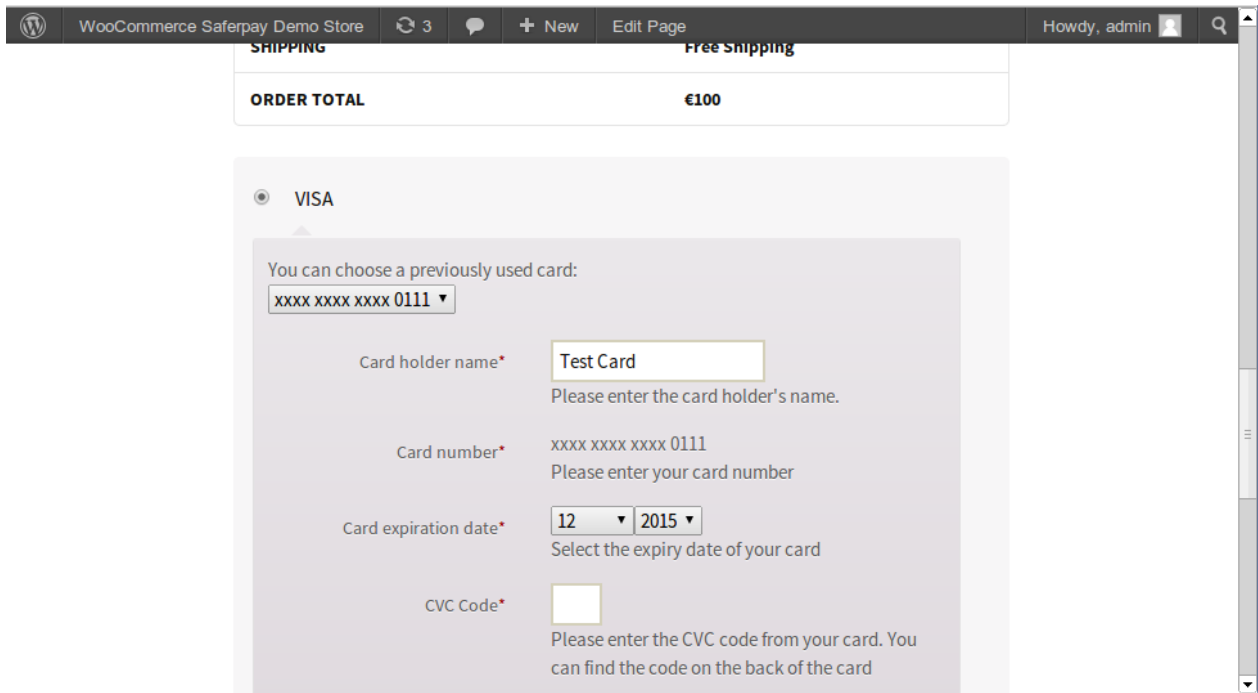 WooCommerce Saferpay Demo Store 3 + New Edit Page Howdy, admin
SHIPPING Free Shipping
ORDER TOTAL €100
VISA
You can choose a previously used card:
xxxx xxxx xxxx 0111
Card holder name* Test Card
Please enter the card holder's name.
Card number* xxxx xxxx xxxx 0111
Please enter your card number
Card expiration date* 12 2015
Select the expiry date of your card
CVC Code*
Please enter the CVC code from your card. You
can find the code on the back of the card